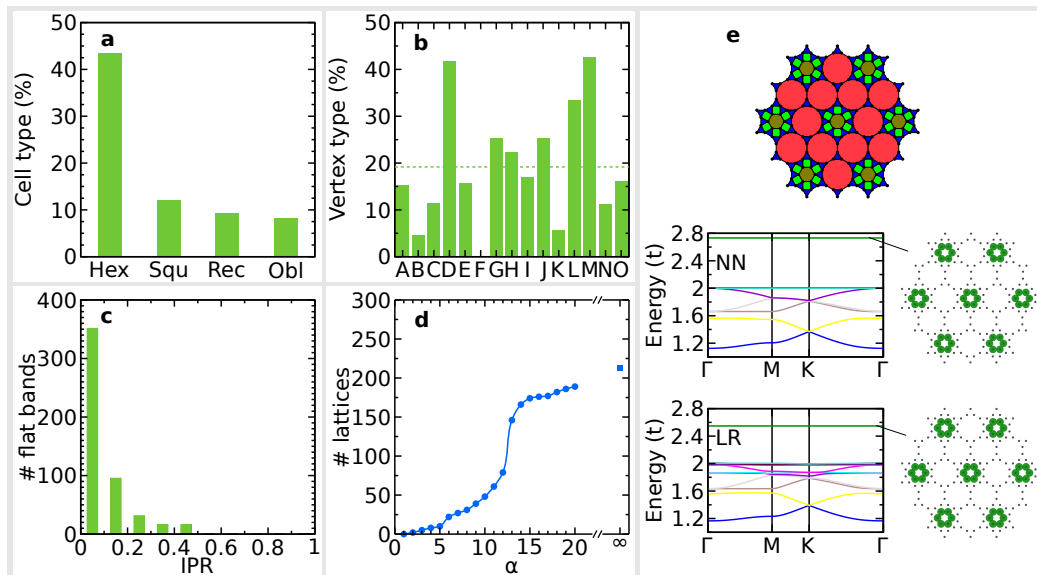 a
Cell type (%)
50
40
30
20
10
0
Hex Squ Rec Obl
b
Vertex type (%)
50
40
30
20
10
0
A B C D E F G H I J K L M N O
c
# flat bands
400
300
200
100
0
0 0.2 0.4 0.6 0.8 1
IPR
d
# lattices
300
250
200
150
100
50
0
0 5 10 15 20 ∞
α
e
Energy (t)
2.8
2.4
2
1.6
1.2
NN
Γ M K Γ
Energy (t)
2.8
2.4
2
1.6
1.2
LR
Γ M K Γ